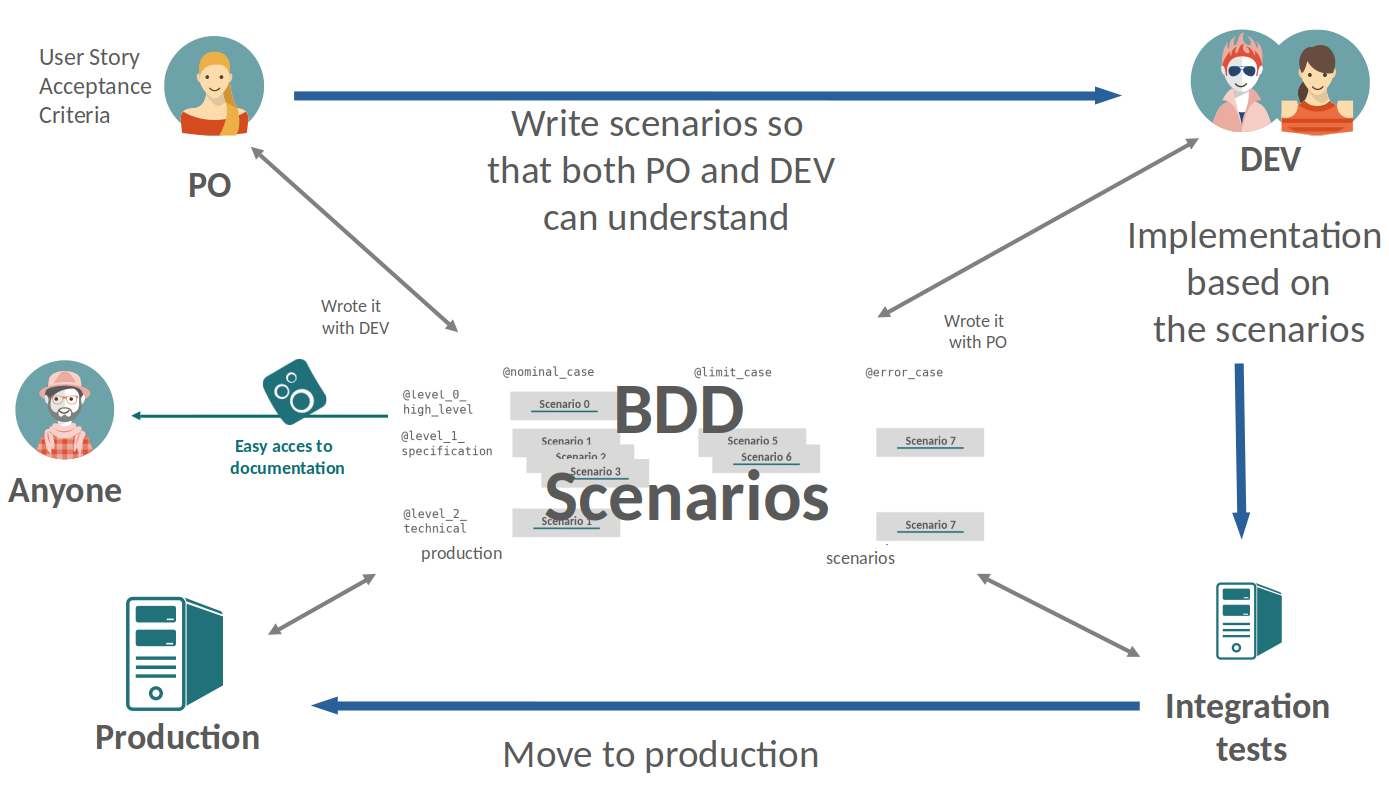 User Story
Acceptance
Criteria
PO
Write scenarios so
that both PO and DEV
can understand
DEV
Implementation
based on
the scenarios
Wrote it
with DEV
Wrote it
with PO
Anyone
Easy acces to
documentation
@nominal_case
@limit_case
@error_case
@level_0_
high_level
Scenario 0
BDD
@level_1_
specification
Scenario 1
Scenario 2
Scenario 3
Scenario 5
Scenario 6
Scenario 7
Scenarios
@level_2_
technical
Scenario 1
Scenario 7
production
scenarios
Production
Integration
tests
Move to production